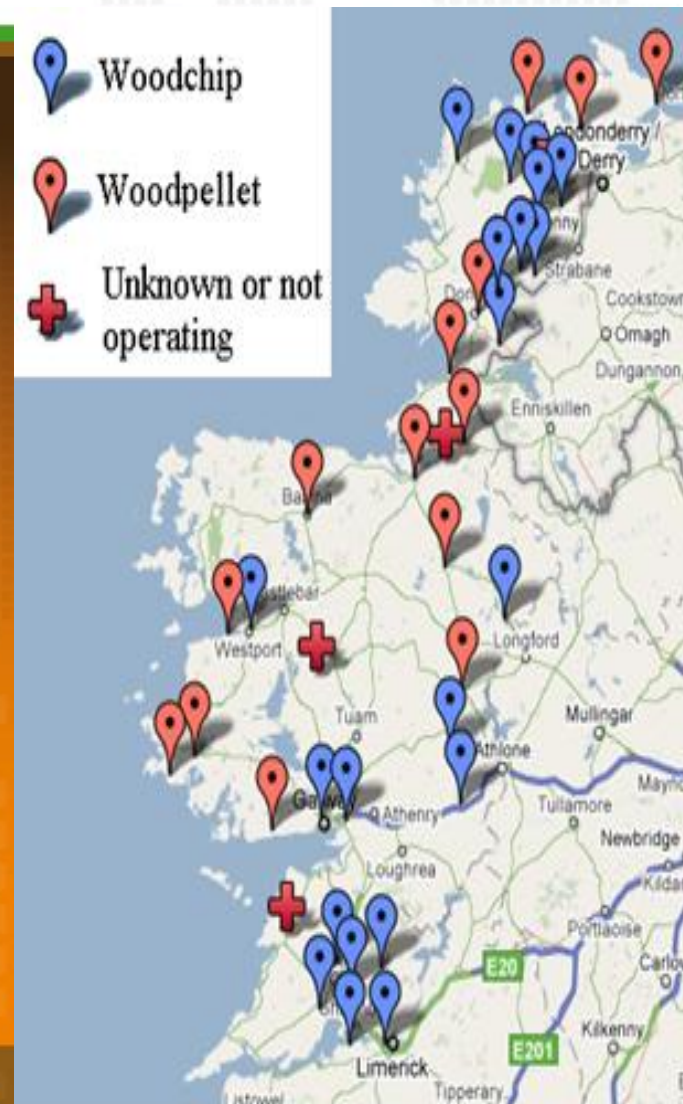 Woodchip
Woodpellet
Unknown or not
operating
Londonderry /
Derry
Strabane
Cookstown
Omagh
Dungannon
Enniskillen
Castlebar
Westport
Longford
Tuam
Mullingar
Athlone
Galway
Athenry
Tullamore
Newbridge
Loughrea
Portlaoise
E20
Limerick
E201
Kilkenny
Tipperary
Listowel